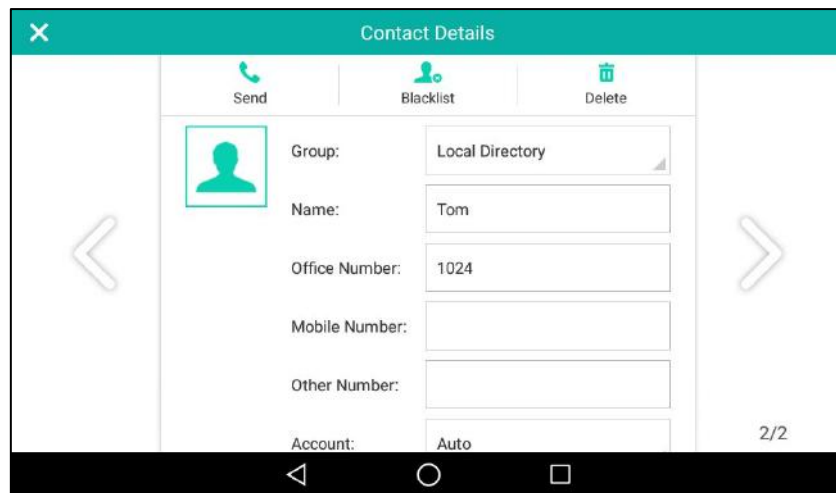 Contact Details
Send Blacklist Delete
Group: Local Directory
Name: Tom
Office Number: 1024
Mobile Number:
Other Number:
Account: Auto
2/2